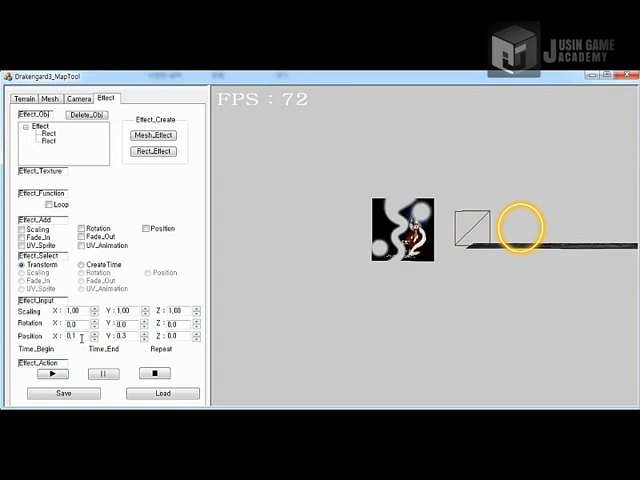 JUSIN GAME
ACADEMY
Drakengard3_MapTool
Terrain Mesh Camera Effect
FPS : 72
Effect_Obj Delete_Obj
Effect
Rect
Rect
Effect_Create
Mesh_Effect
Rect_Effect
Effect_Texture
Effect_Function
Loop
Effect_Add
Scaling Rotation Position
Fade_In Fade_Out
UV_Sprite UV_Animation
Effect_Select
Transform CreateTime
Scaling Rotation Position
Fade_In Fade_Out
UV_Sprite UV_Animation
Effect_Input
Scaling X: 1,00 Y: 1,00 Z: 1,00
Rotation X: 0,0 Y: 0,0 Z: 0,0
Position X: 0,1 Y: 0,3 Z: 0,0
Time_Begin Time_End Repeat
Effect_Action
Save Load